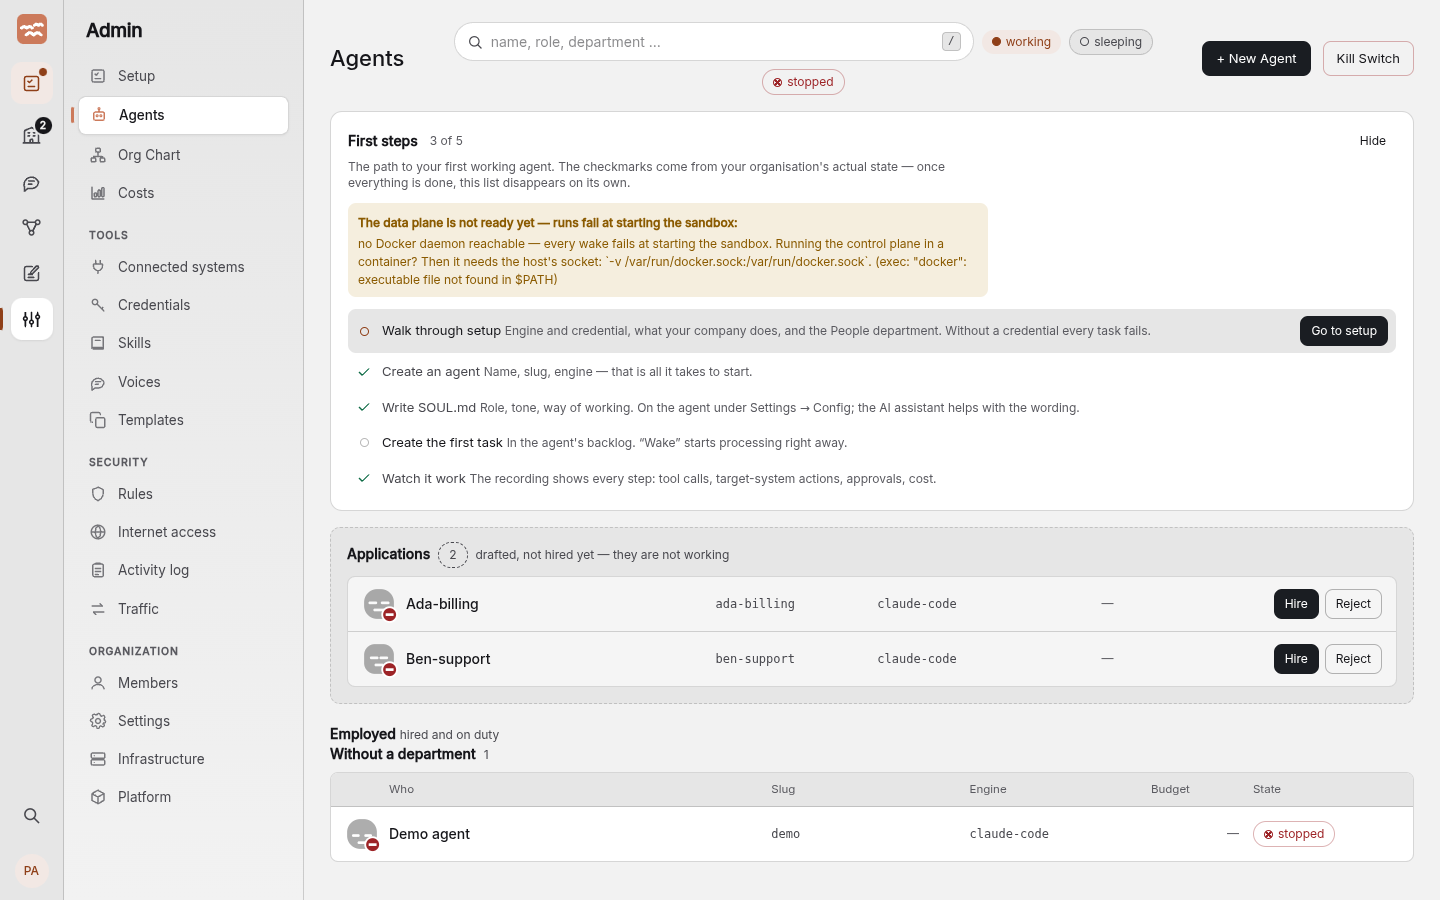 Admin
Setup
Agents
Org Chart
Costs
TOOLS
Connected systems
Credentials
Skills
Voices
Templates
SECURITY
Rules
Internet access
Activity log
Traffic
ORGANIZATION
Members
Settings
Infrastructure
Platform
2
PA
Agents
name, role, department ... /
working
sleeping
stopped
+ New Agent
Kill Switch
First steps 3 of 5
Hide
The path to your first working agent. The checkmarks come from your organisation's actual state — once
everything is done, this list disappears on its own.
The data plane is not ready yet — runs fail at starting the sandbox:
no Docker daemon reachable — every wake fails at starting the sandbox. Running the control plane in a
container? Then it needs the host's socket: `-v /var/run/docker.sock:/var/run/docker.sock`. (exec: "docker":
executable file not found in $PATH)
Walk through setup Engine and credential, what your company does, and the People department. Without a credential every task fails.
Go to setup
Create an agent Name, slug, engine — that is all it takes to start.
Write SOUL.md Role, tone, way of working. On the agent under Settings → Config; the AI assistant helps with the wording.
Create the first task In the agent's backlog. “Wake” starts processing right away.
Watch it work The recording shows every step: tool calls, target-system actions, approvals, cost.
Applications 2 drafted, not hired yet — they are not working
Ada-billing ada-billing claude-code — Hire Reject
Ben-support ben-support claude-code — Hire Reject
Employed hired and on duty
Without a department 1
Who Slug Engine Budget State
Demo agent demo claude-code — stopped